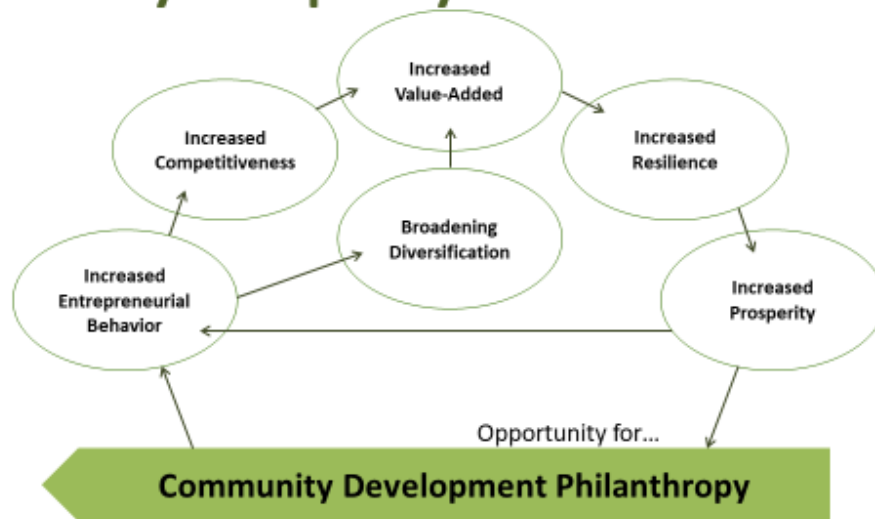 Increased
Value-Added
Increased
Competitiveness
Increased
Resilience
Broadening
Diversification
Increased
Entrepreneurial
Behavior
Increased
Prosperity
Opportunity for...
Community Development Philanthropy